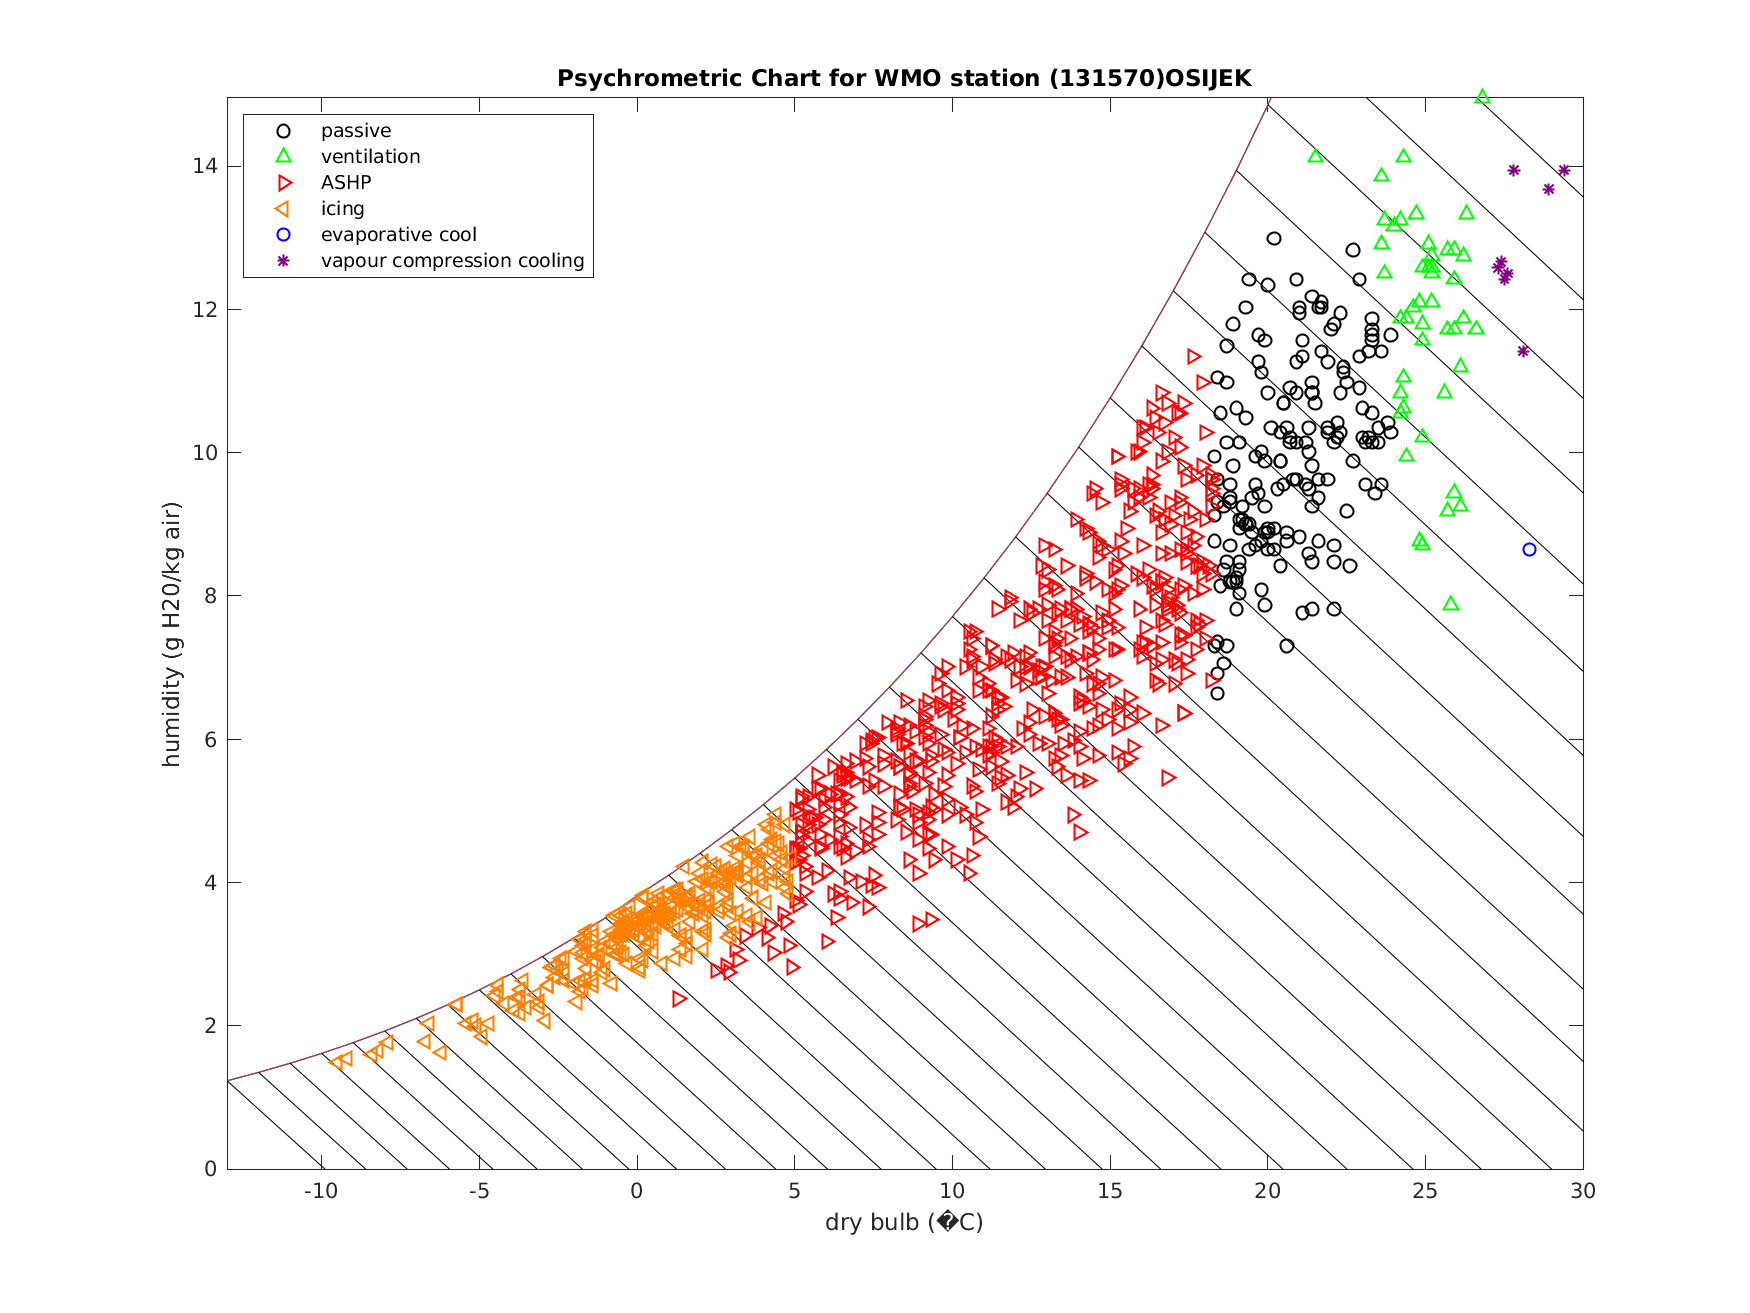 Psychrometric Chart for WMO station (131570)OSIJEK
passive
ventilation
ASHP
icing
evaporative cool
vapour compression cooling
humidity (g H20/kg air)
14
12
10
8
6
4
2
0
-10
-5
0
5
10
15
20
25
30
dry bulb (�C)